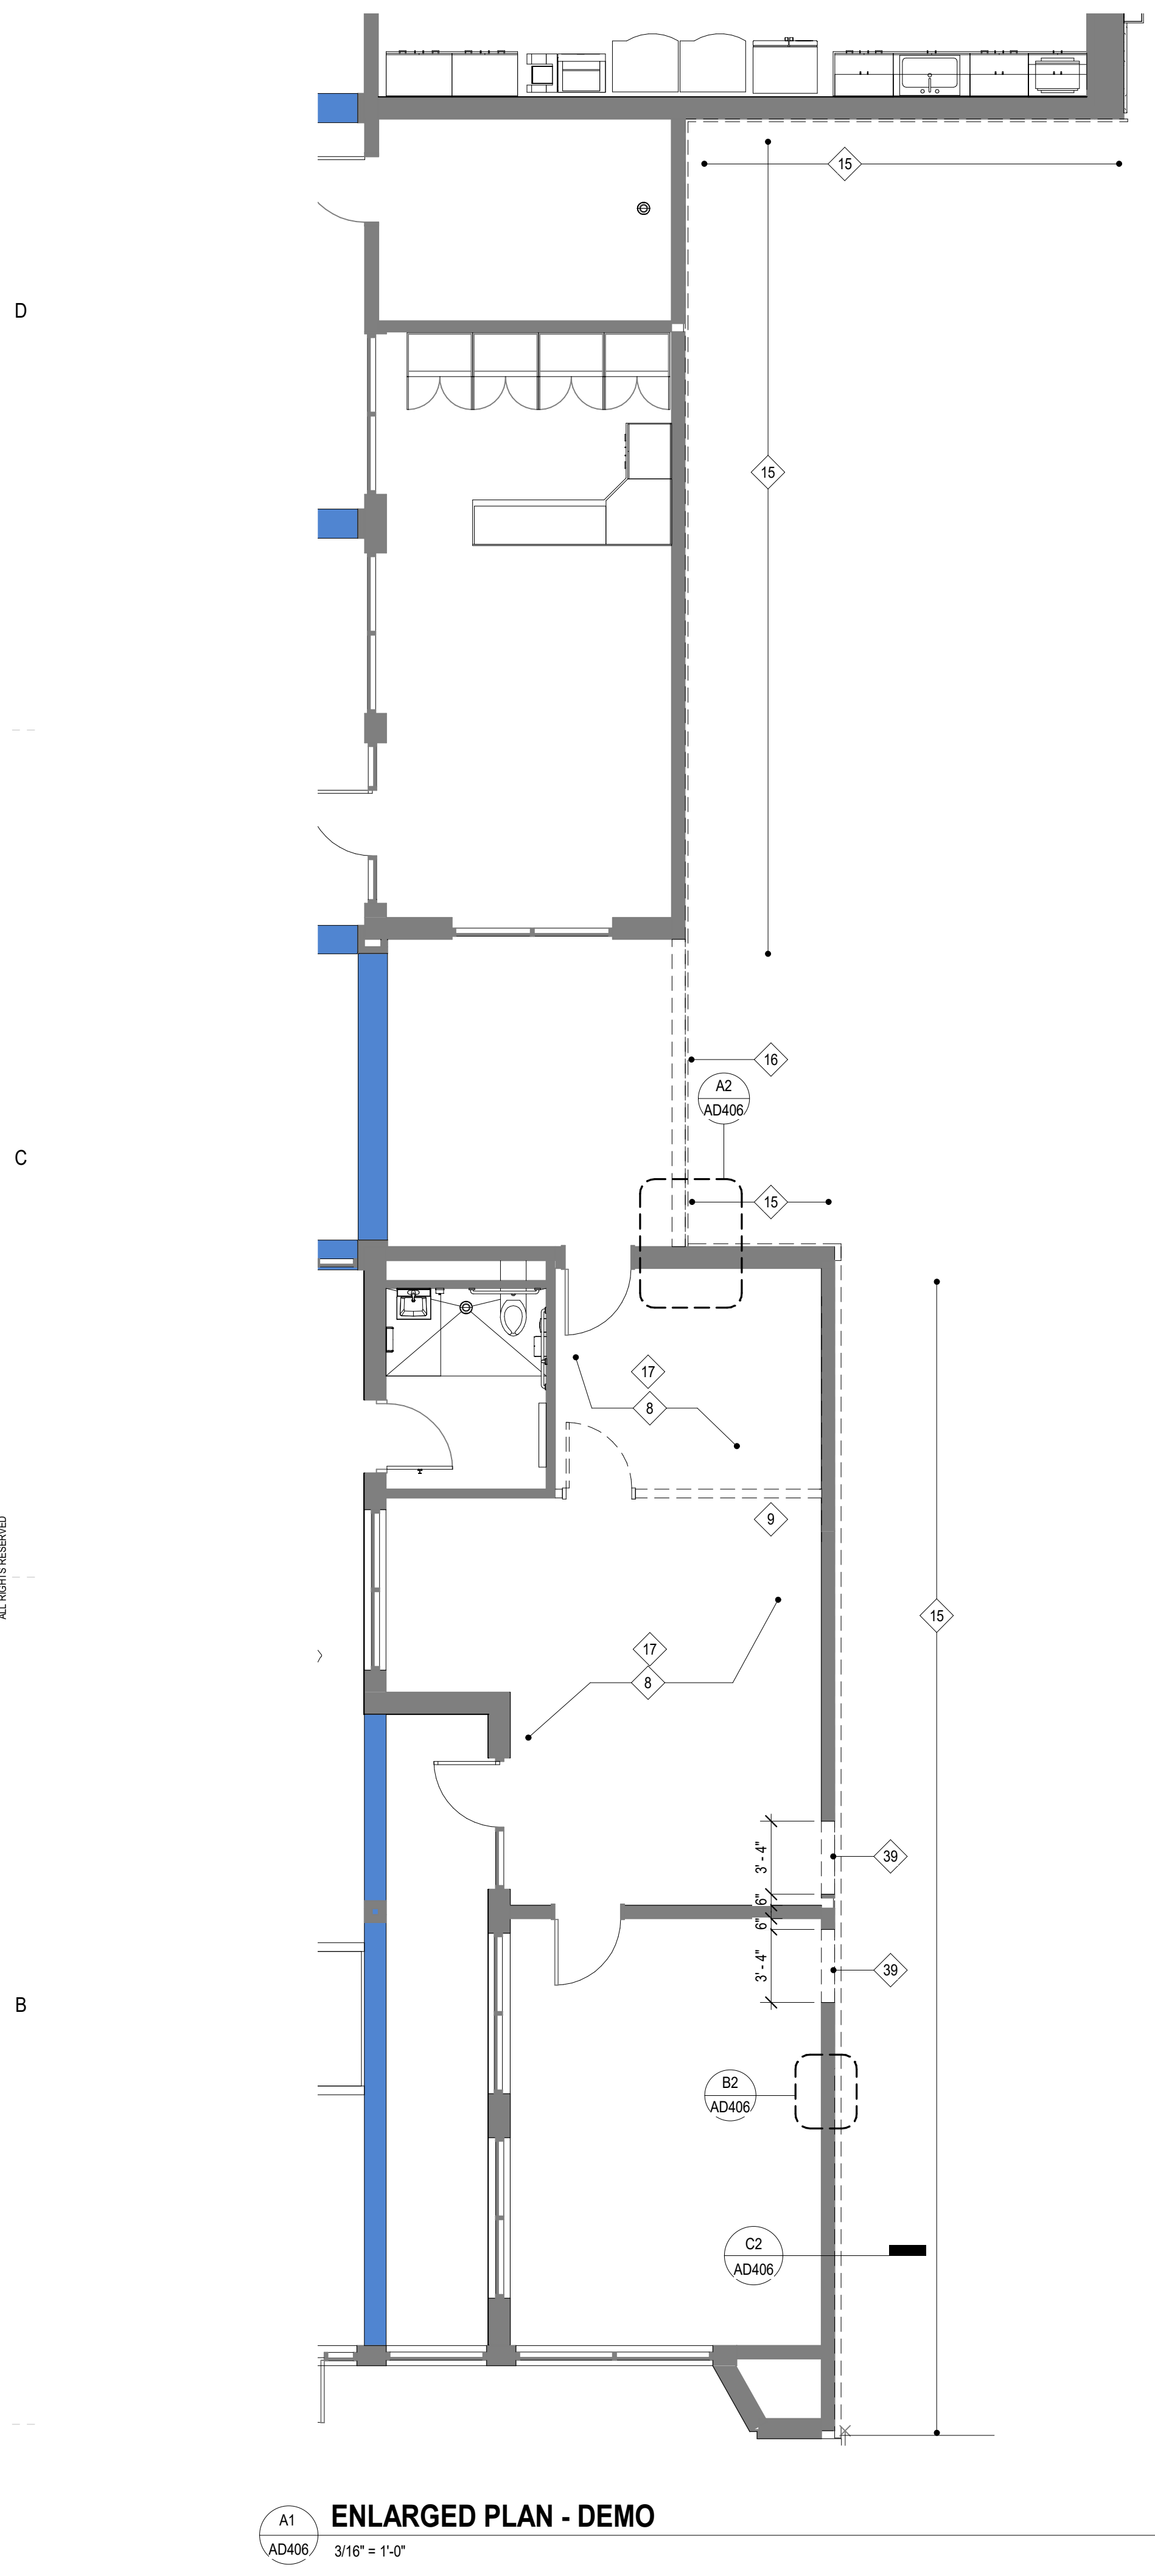 15
D
15
16
A2
AD406
C
15
17
8
9
ALL RIGHTS RESERVED
15
17
8
3' - 4"
39
6"
6"
3' - 4"
39
B
B2
AD406
C2
AD406
A1
AD406
ENLARGED PLAN - DEMO
3/16" = 1'-0"